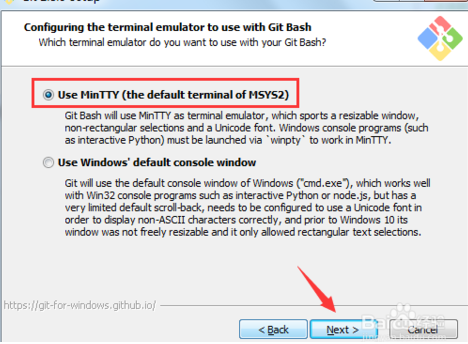 Configuring the terminal emulator to use with Git Bash
Which terminal emulator do you want to use with your Git Bash?
Use MinTTY (the default terminal of MSYS2)
Git Bash will use MinTTY as terminal emulator, which sports a resizable window,
non-rectangular selections and a Unicode font. Windows console programs (such
as interactive Python) must be launched via `winpty` to work in MinTTY.
Use Windows' default console window
Git will use the default console window of Windows ("cmd.exe"), which works well
with Win32 console programs such as interactive Python or node.js, but has a
very limited default scroll-back, needs to be configured to use a Unicode font in
order to display non-ASCII characters correctly, and prior to Windows 10 its
window was not freely resizable and it only allowed rectangular text selections.
https://git-for-windows.github.io/
< Back
Next >
Cancel